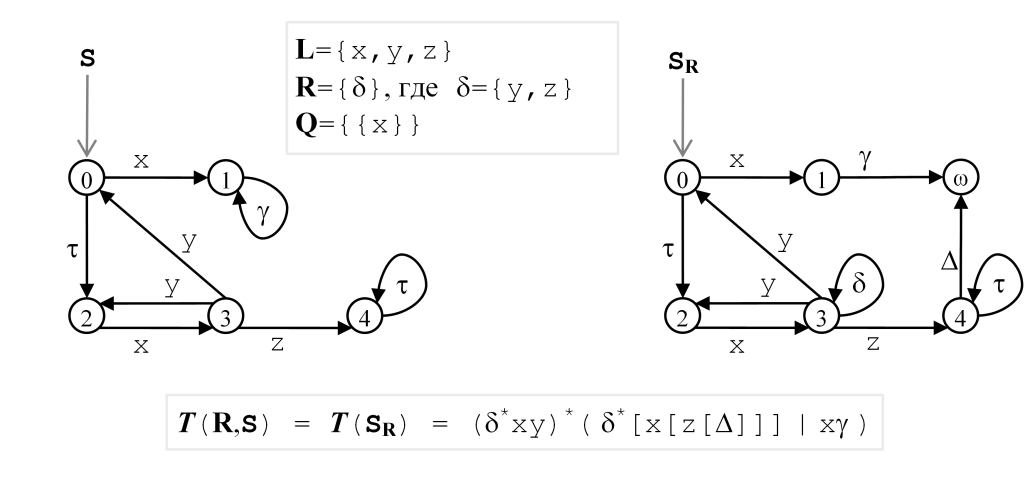 S
L={x,y,z}
R={δ}, где δ={y,z}
Q={{x}}
S_R
0 x 1 γ
τ
y
y
2 x 3 z 4 τ
0 x 1 γ ω
τ
y
y
δ
Δ
τ
2 x 3 z 4
T(R,S) = T(S_R) = (δ*xy)*(δ*[x[z[Δ]]] | xγ)